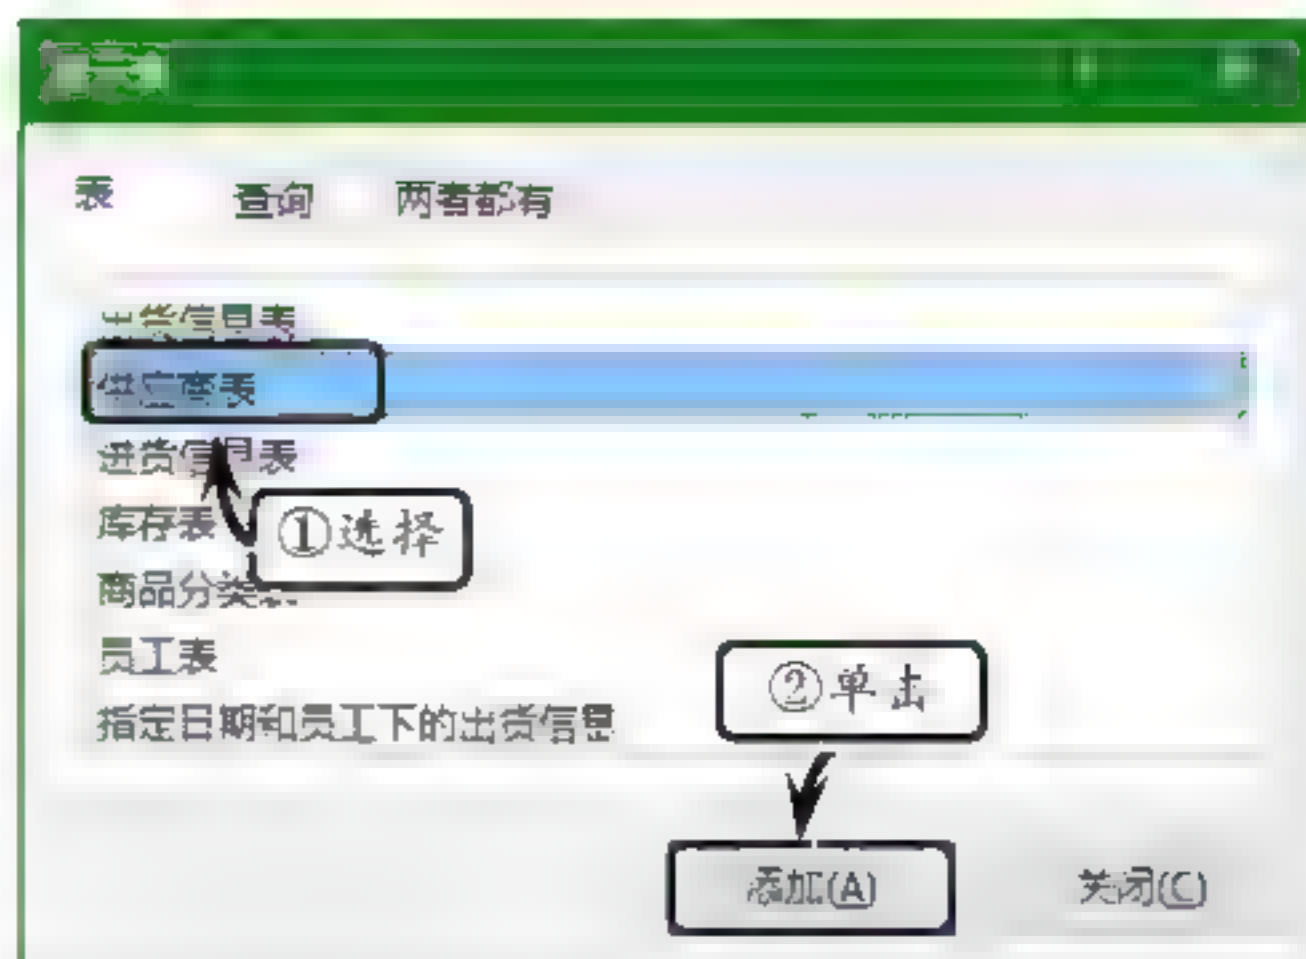 表 查询 两者都有
出货信息表
供应商表
进货信息表
库存表
①选择
商品分类表
员工表
②单击
指定日期和员工下的出货信息
添加(A) 关闭(C)